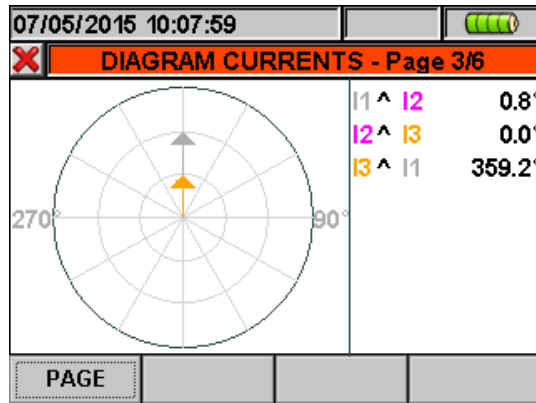 07/05/2015 10:07:59
DIAGRAM CURRENTS - Page 3/6
I1 ^ I2 0.8°
I2 ^ I3 0.0°
I3 ^ I1 359.2°
270°
90°
PAGE